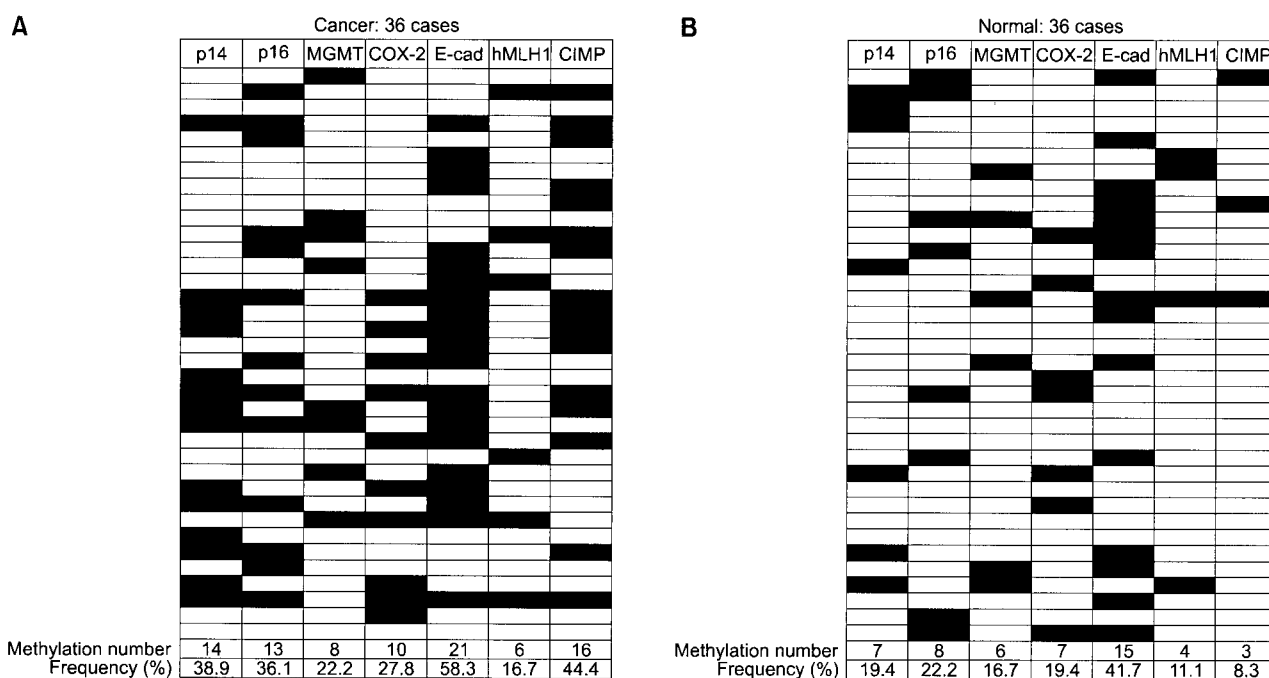 A
Cancer: 36 cases
p14 p16 MGMT COX-2 E-cad hMLH1 CIMP
Methylation number 14 13 8 10 21 6 16
Frequency (%) 38.9 36.1 22.2 27.8 58.3 16.7 44.4
B
Normal: 36 cases
p14 p16 MGMT COX-2 E-cad hMLH1 CIMP
Methylation number 7 8 6 7 15 4 3
Frequency (%) 19.4 22.2 16.7 19.4 41.7 11.1 8.3